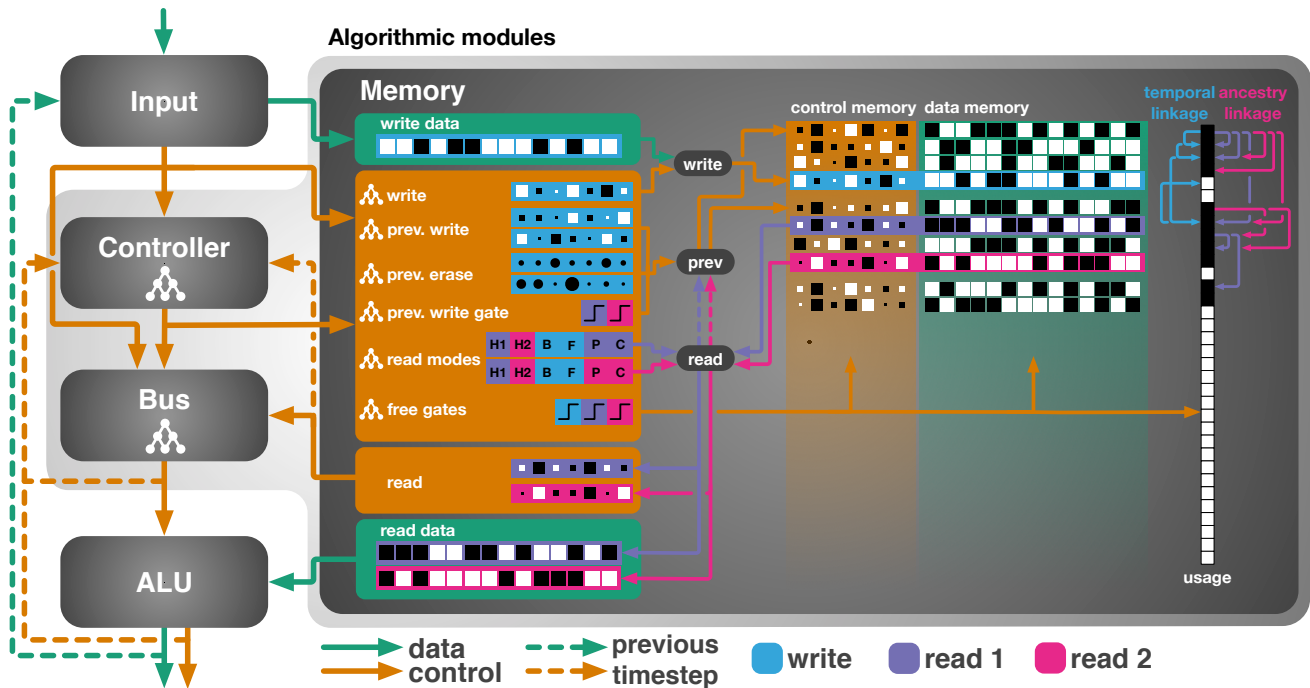 Algorithmic modules
Input
Memory
write data
control memory
data memory
temporal
linkage
ancestry
linkage
write
write
prev. write
Controller
prev
prev. erase
prev. write gate
read modes
H1 H2 B F P C
read
H1 H2 B F P C
Bus
free gates
read
read data
ALU
usage
data
control
previous
timestep
write
read 1
read 2